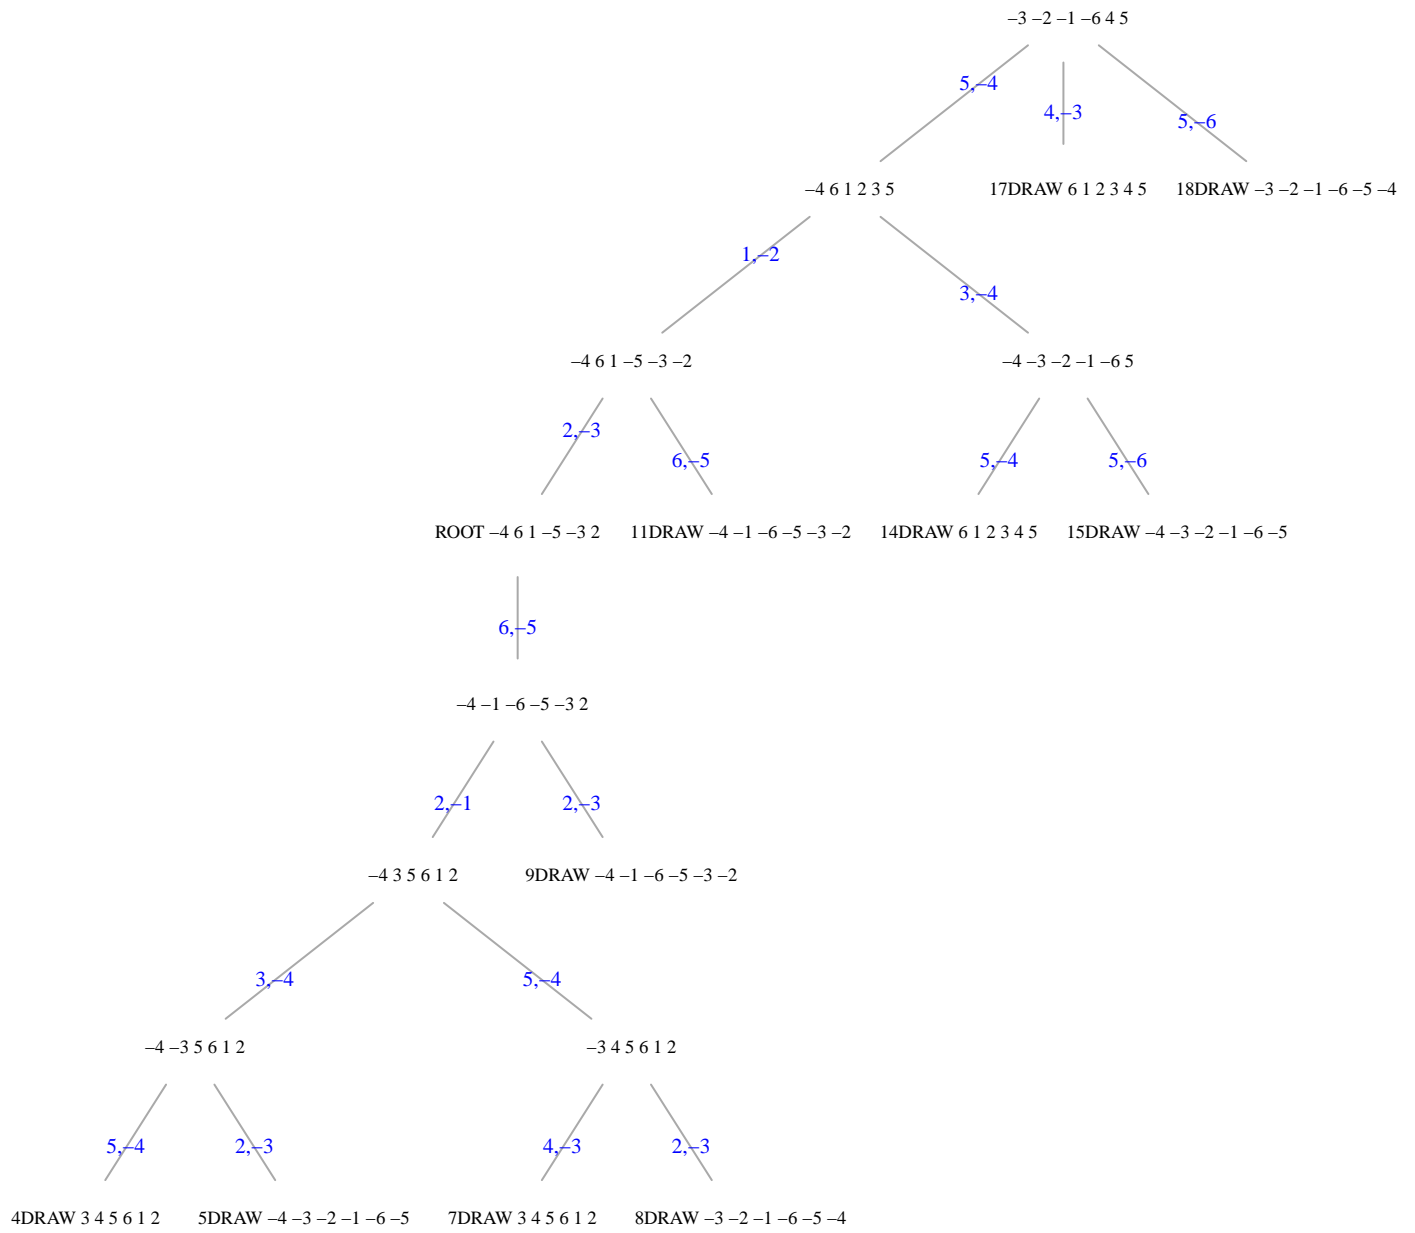 –3 –2 –1 –6 4 5
5,–4
4,–3
5,–6
–4 6 1 2 3 5
17DRAW 6 1 2 3 4 5
18DRAW –3 –2 –1 –6 –5 –4
1,–2
3,–4
–4 6 1 –5 –3 –2
–4 –3 –2 –1 –6 5
2,–3
6,–5
5,–4
5,–6
ROOT –4 6 1 –5 –3 2
11DRAW –4 –1 –6 –5 –3 –2
14DRAW 6 1 2 3 4 5
15DRAW –4 –3 –2 –1 –6 –5
6,–5
–4 –1 –6 –5 –3 2
2,–1
2,–3
–4 3 5 6 1 2
9DRAW –4 –1 –6 –5 –3 –2
3,–4
5,–4
–4 –3 5 6 1 2
–3 4 5 6 1 2
5,–4
2,–3
4,–3
2,–3
4DRAW 3 4 5 6 1 2
5DRAW –4 –3 –2 –1 –6 –5
7DRAW 3 4 5 6 1 2
8DRAW –3 –2 –1 –6 –5 –4